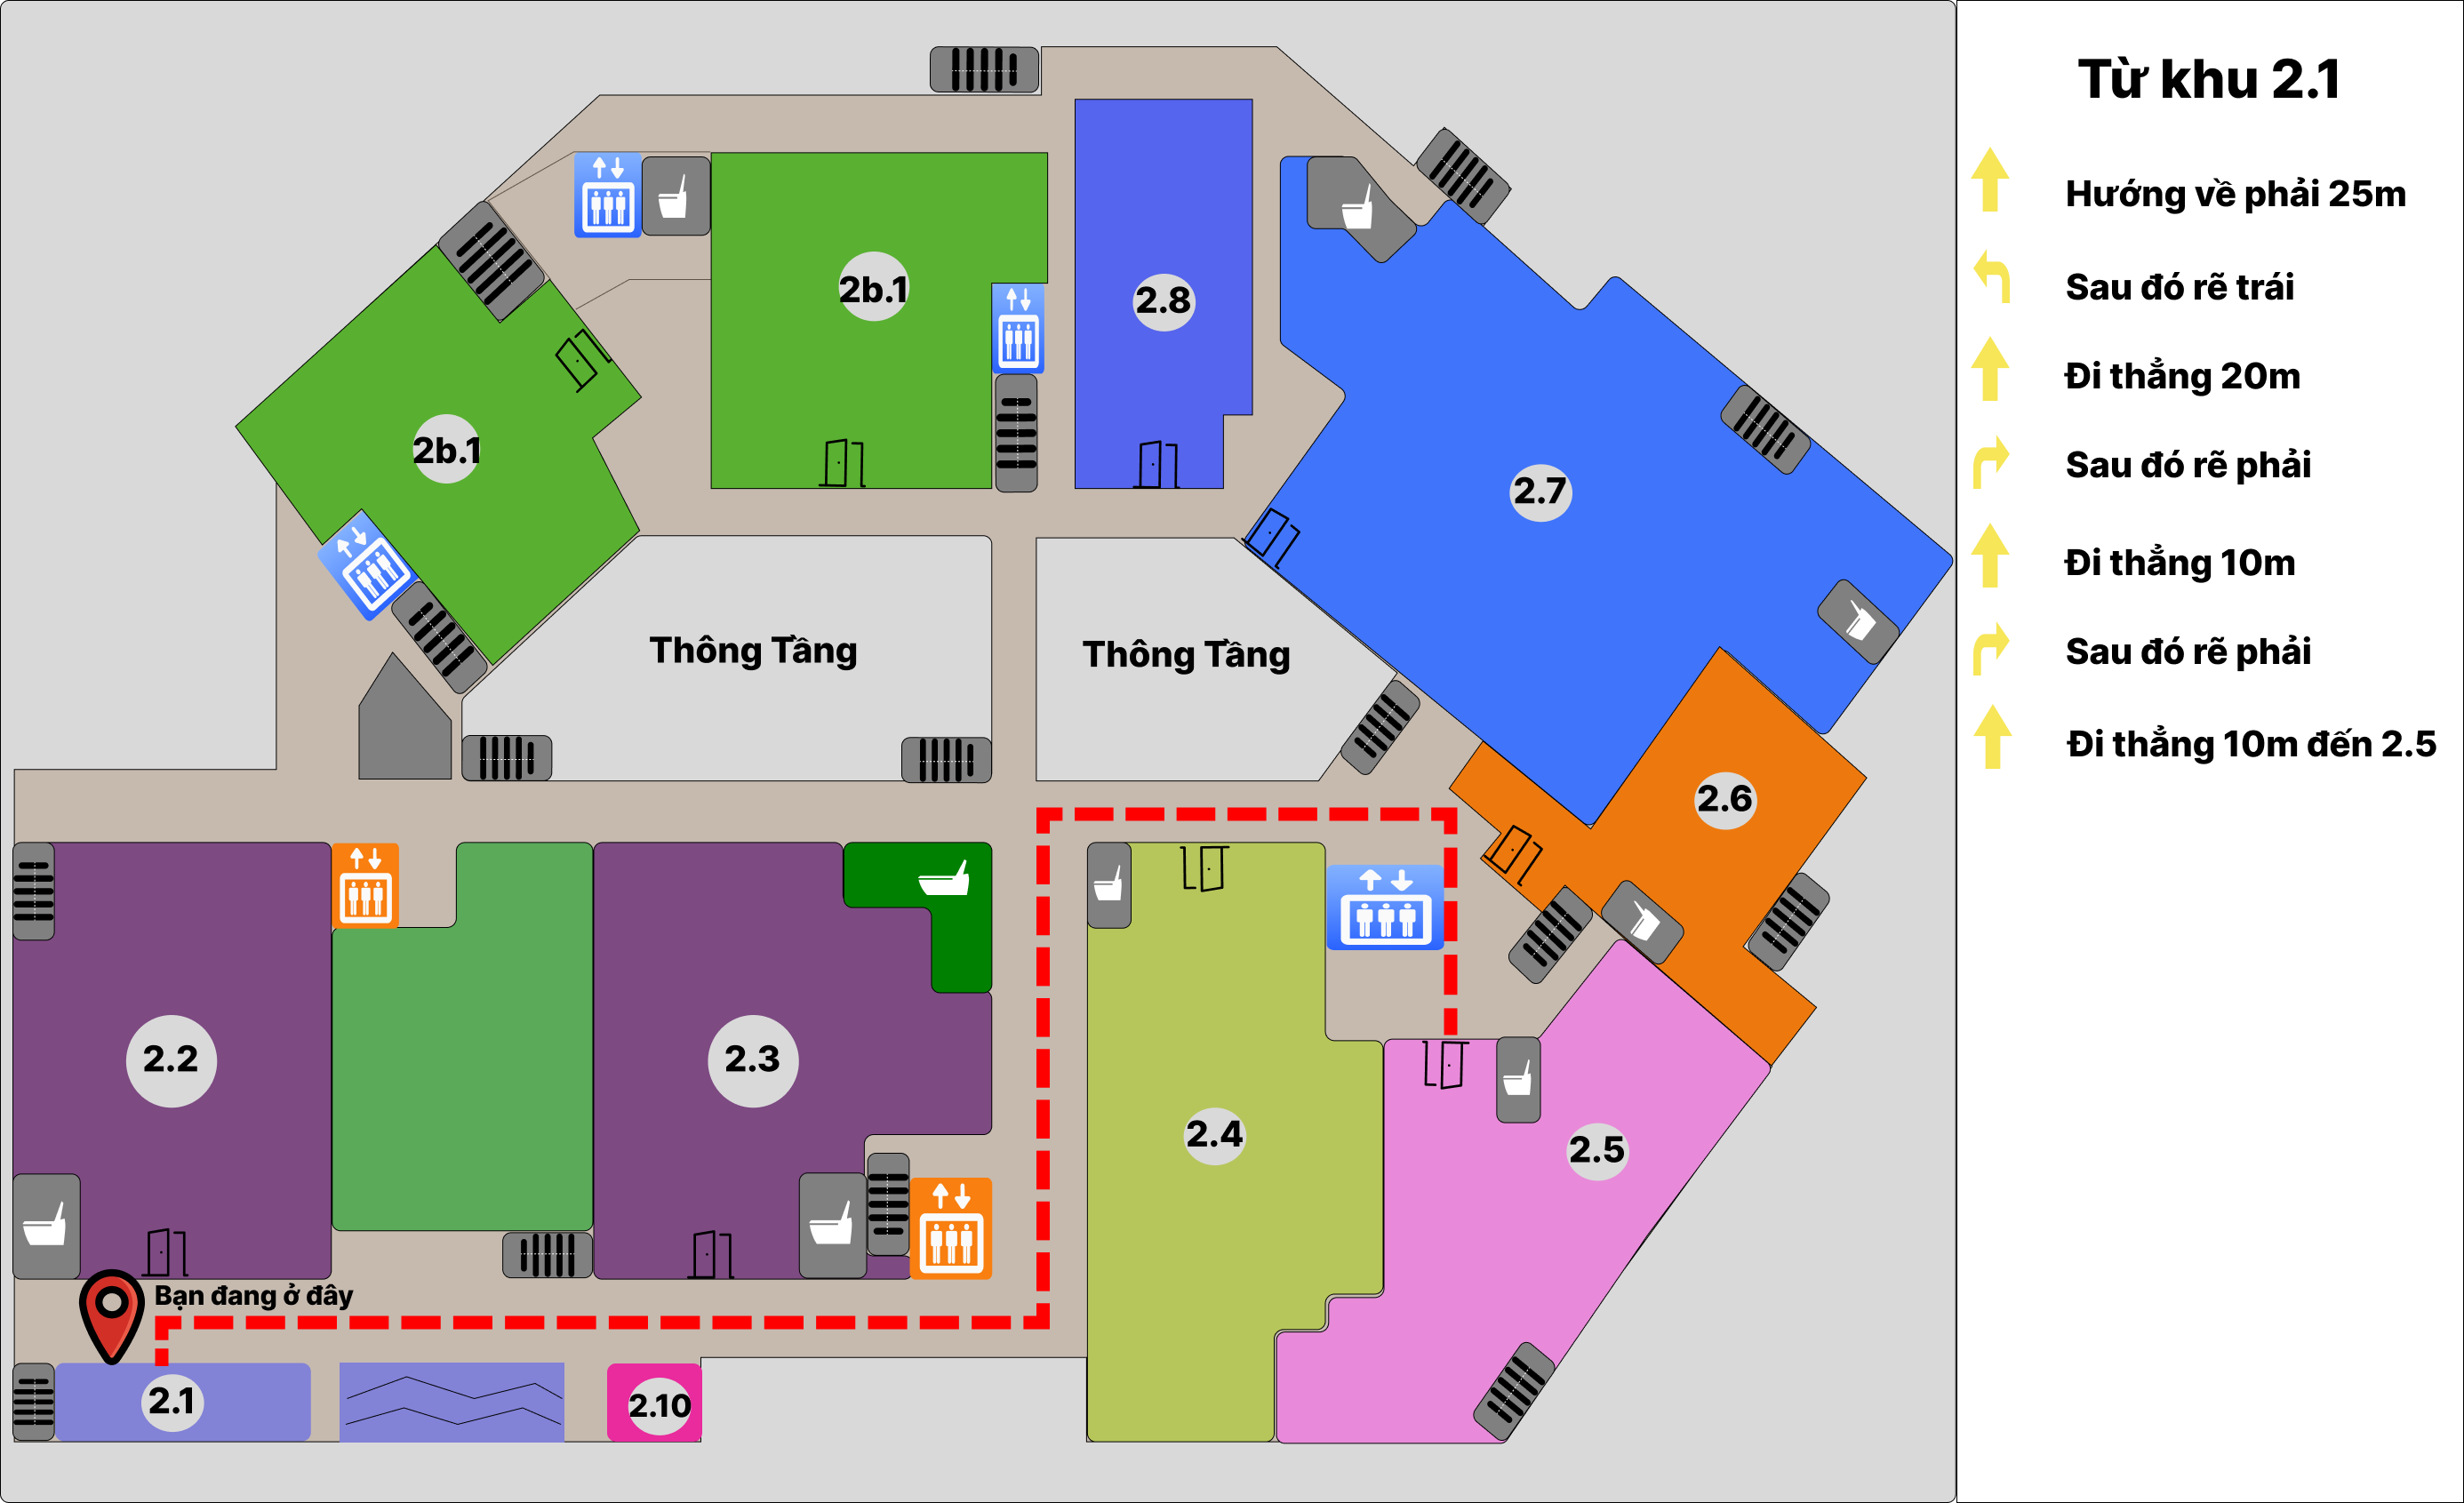 Từ khu 2.1
Hướng về phải 25m
Sau đó rẽ trái
Đi thẳng 20m
Sau đó rẽ phải
Đi thẳng 10m
Sau đó rẽ phải
Đi thẳng 10m đến 2.5
2b.1
2.8
2b.1
2.7
Thông Tầng
Thông Tầng
2.6
2.2
2.3
2.4
2.5
Bạn đang ở đây
2.1
2.10